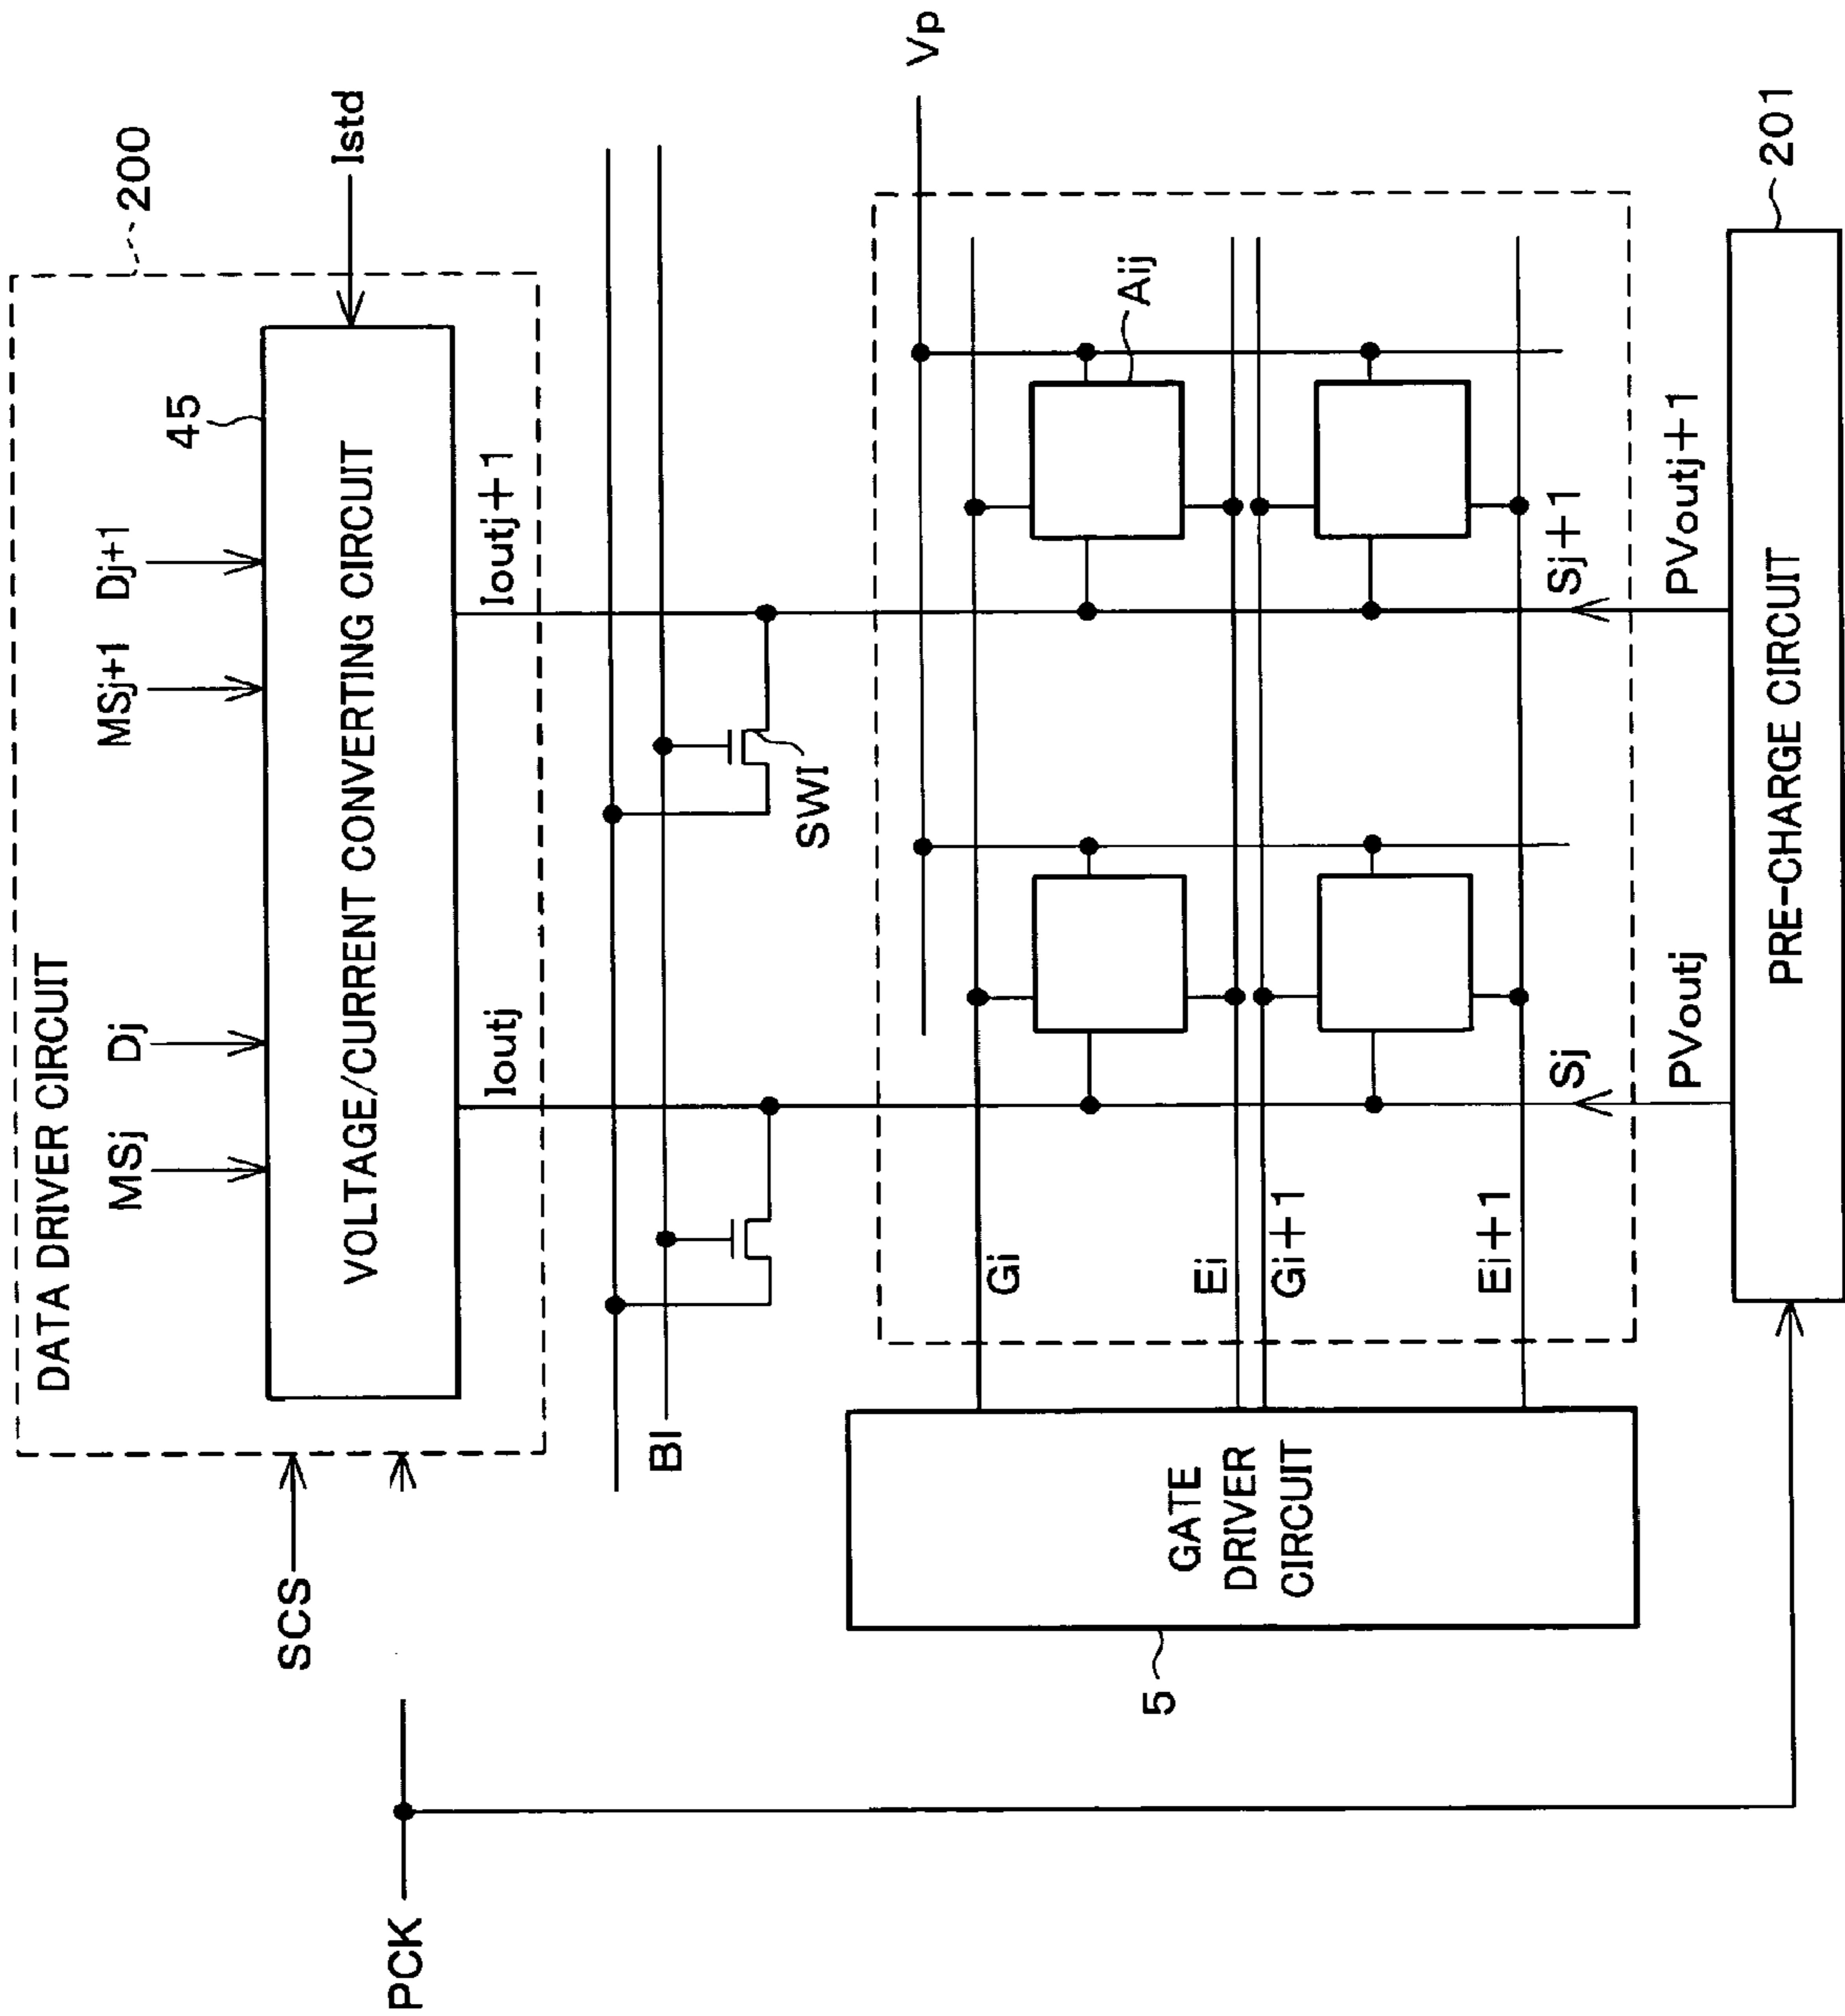 200
DATA DRIVER CIRCUIT
MSj
Dj
MSj+1
Dj+1
45
Istd
VOLTAGE/CURRENT CONVERTING CIRCUIT
SCS
PCK
Ioutj
Ioutj+1
BI
SWI
Vp
Gi
Aij
Ei
Gi+1
Ei+1
GATE
DRIVER
CIRCUIT
5
Sj
Sj+1
PVoutj
PVoutj+1
PRE-CHARGE CIRCUIT
201